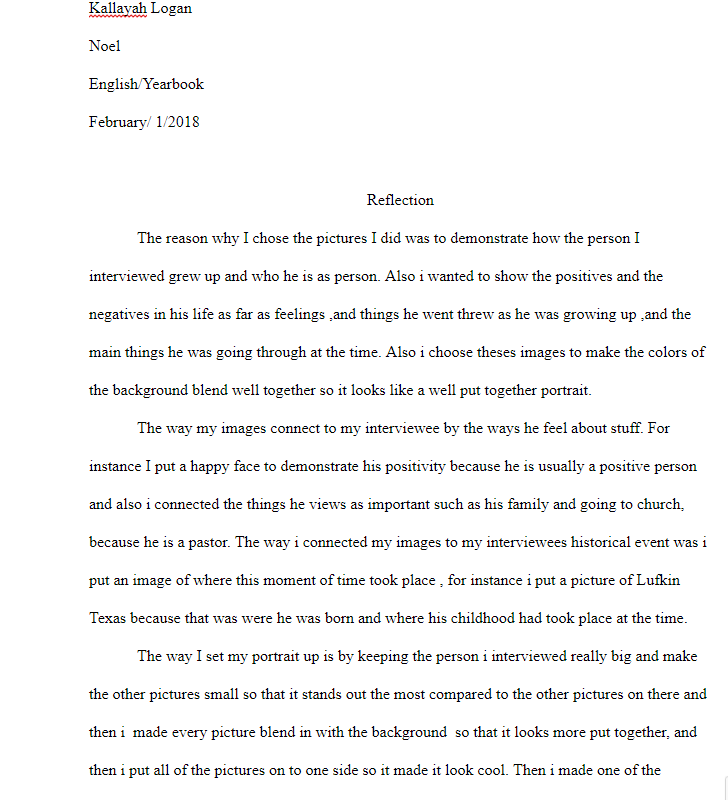 Kallayah Logan
Noel
English/Yearbook
February/ 1/2018
Reflection
The reason why I chose the pictures I did was to demonstrate how the person I
interviewed grew up and who he is as person. Also i wanted to show the positives and the
negatives in his life as far as feelings ,and things he went threw as he was growing up ,and the
main things he was going through at the time. Also i choose theses images to make the colors of
the background blend well together so it looks like a well put together portrait.
The way my images connect to my interviewee by the ways he feel about stuff. For
instance I put a happy face to demonstrate his positivity because he is usually a positive person
and also i connected the things he views as important such as his family and going to church,
because he is a pastor. The way i connected my images to my interviewees historical event was i
put an image of where this moment of time took place , for instance i put a picture of Lufkin
Texas because that was were he was born and where his childhood had took place at the time.
The way I set my portrait up is by keeping the person i interviewed really big and make
the other pictures small so that it stands out the most compared to the other pictures on there and
then i  made every picture blend in with the background  so that it looks more put together, and
then i put all of the pictures on to one side so it made it look cool. Then i made one of the